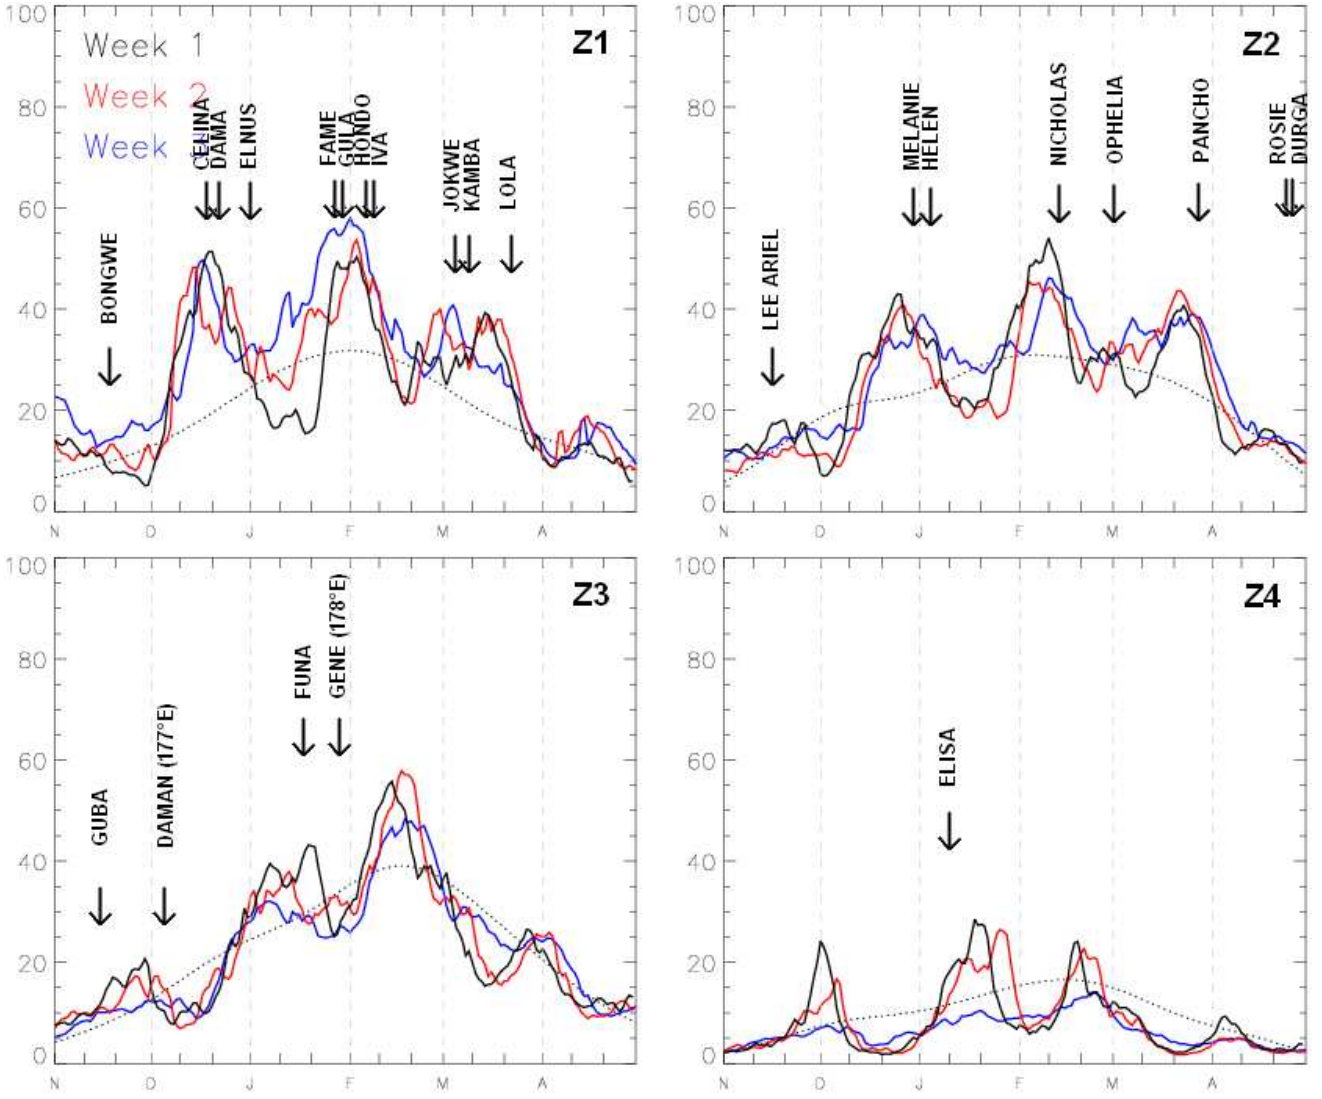 100
80
60
40
20
0
N
D
J
F
M
A
Week 1
Week 2
Week
Z1
BONGWE
CELINA
DAMA
ELNUS
FAME
GULA
HONDO
IVA
JOKWE
KAMBA
LOLA
100
80
60
40
20
0
N
D
J
F
M
A
Z2
LEE ARIEL
MELANIE
HELEN
NICHOLAS
OPHELIA
PANCHO
ROSIE
DURGA
100
80
60
40
20
0
N
D
J
F
M
A
Z3
GUBA
DAMAN (177°E)
FUNA
GENE (178°E)
100
80
60
40
20
0
N
D
J
F
M
A
Z4
ELISA